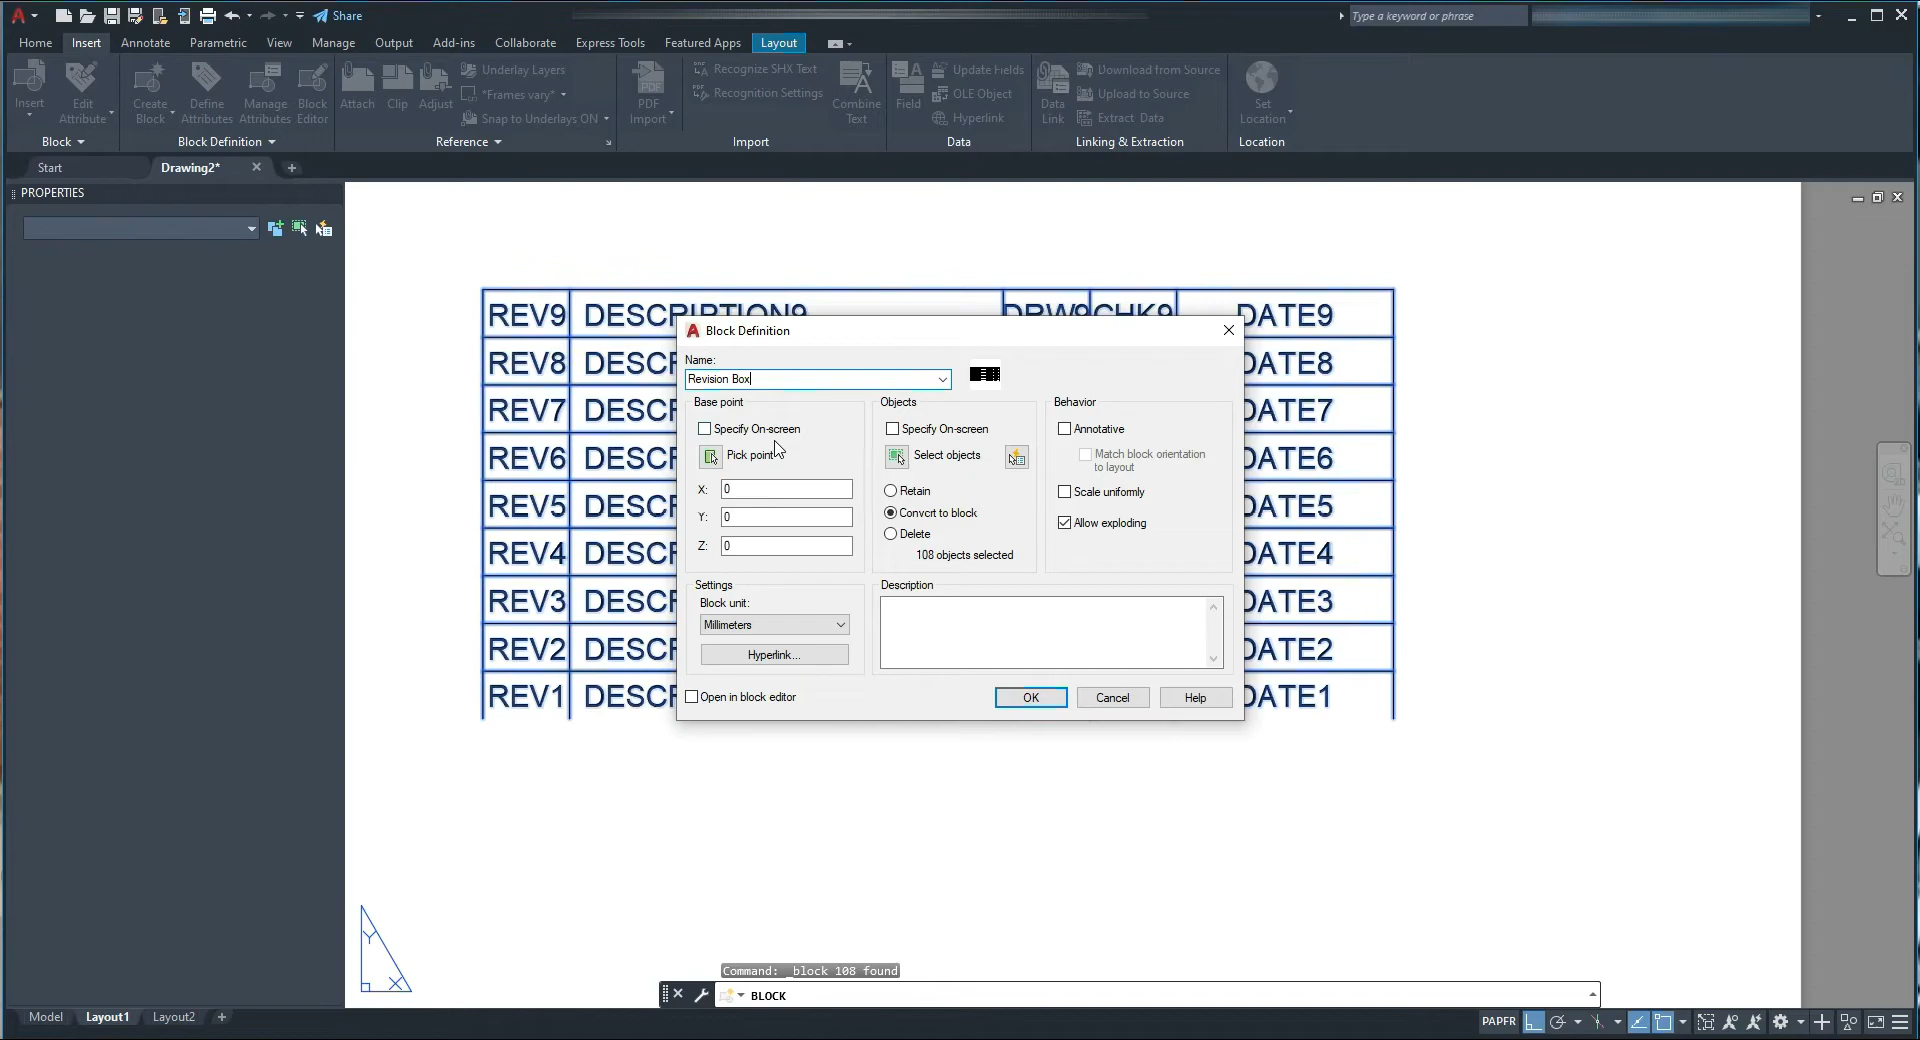 Share
Type a keyword or phrase
Home Insert Annotate Parametric View Manage Output Add-ins Collaborate Express Tools Featured Apps Layout
Insert
Edit Attribute
Create Block
Define Attributes
Manage Attributes
Block Editor
Attach
Clip
Adjust
Underlay Layers
*Frames vary*
Snap to Underlays ON
PDF Import
Recognize SHX Text
Recognition Settings
Combine Text
Field
Update Fields
OLE Object
Hyperlink
Data Link
Download from Source
Upload to Source
Extract Data
Set Location
Block Block Definition Reference Import Data Linking & Extraction Location
Start Drawing2*
PROPERTIES
REV9 DESCRIPTION9 DRW9 CHK9 DATE9
REV8 DESCR DATE8
REV7 DESCR DATE7
REV6 DESCR DATE6
REV5 DESCR DATE5
REV4 DESCR DATE4
REV3 DESCR DATE3
REV2 DESCR DATE2
REV1 DESCR DATE1
Block Definition
Name:
Revision Box
Base point
Specify On-screen
Pick point
X: 0
Y: 0
Z: 0
Objects
Specify On-screen
Select objects
Retain
Convert to block
Delete
108 objects selected
Behavior
Annotative
Match block orientation
to layout
Scale uniformly
Allow exploding
Settings
Block unit:
Millimeters
Hyperlink...
Description
Open in block editor
OK Cancel Help
Y
X
Command: _block 108 found
BLOCK
Model Layout1 Layout2
PAPER